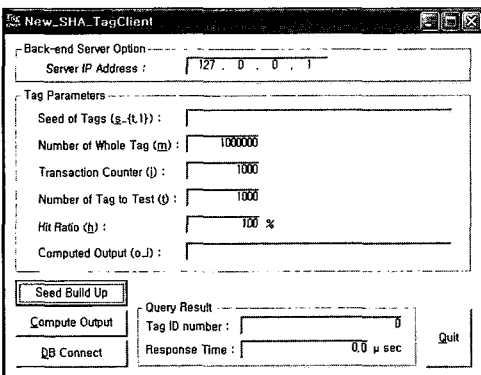 New_SHA_TagClient
Back-end Server Option
Server IP Address : 127 . 0 . 0 . 1
Tag Parameters
Seed of Tags (s_{t,1}) :
Number of Whole Tag (m) : 1000000
Transaction Counter (i) : 1000
Number of Tag to Test (t) : 1000
Hit Ratio (h) : 100 %
Computed Output (o_i) :
Seed Build Up
Compute Output
DB Connect
Query Result
Tag ID number : 0
Response Time : 0,0 μ sec
Quit